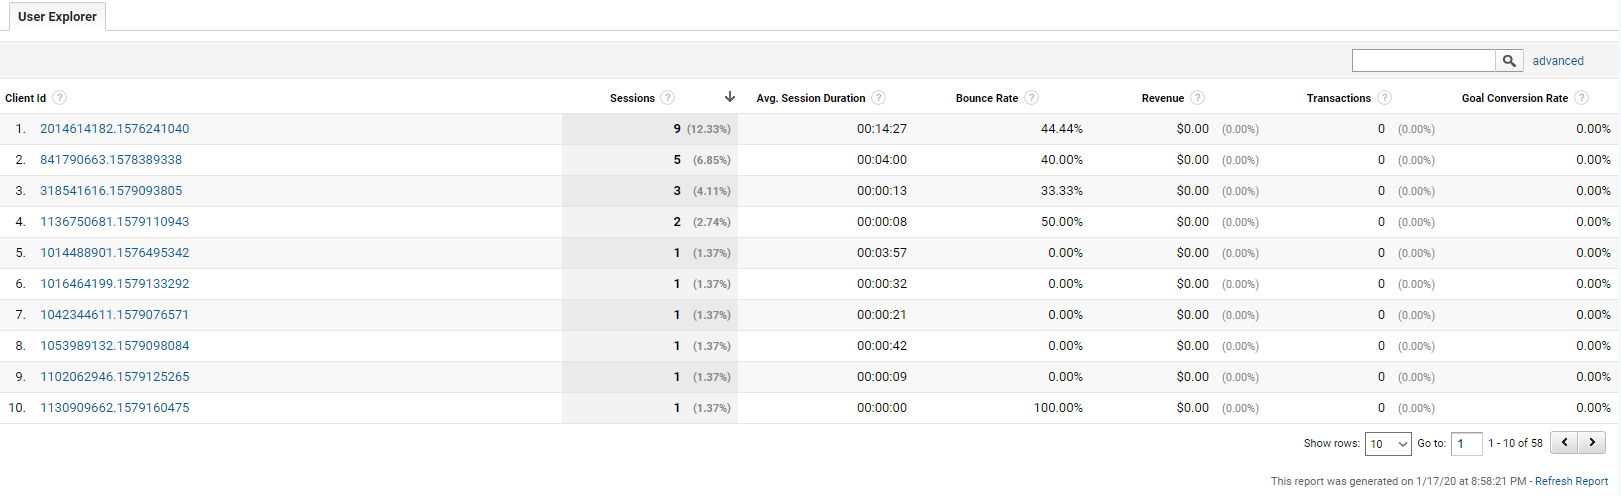 User Explorer
advanced
Client Id ? Sessions ? Avg. Session Duration ? Bounce Rate ? Revenue ? Transactions ? Goal Conversion Rate ?
1. 2014614182.1576241040 9 (12.33%) 00:14:27 44.44% $0.00 (0.00%) 0 (0.00%) 0.00%
2. 841790663.1578389338 5 (6.85%) 00:04:00 40.00% $0.00 (0.00%) 0 (0.00%) 0.00%
3. 318541616.1579093805 3 (4.11%) 00:00:13 33.33% $0.00 (0.00%) 0 (0.00%) 0.00%
4. 1136750681.1579110943 2 (2.74%) 00:00:08 50.00% $0.00 (0.00%) 0 (0.00%) 0.00%
5. 1014488901.1576495342 1 (1.37%) 00:03:57 0.00% $0.00 (0.00%) 0 (0.00%) 0.00%
6. 1016464199.1579133292 1 (1.37%) 00:00:32 0.00% $0.00 (0.00%) 0 (0.00%) 0.00%
7. 1042344611.1579076571 1 (1.37%) 00:00:21 0.00% $0.00 (0.00%) 0 (0.00%) 0.00%
8. 1053989132.1579098084 1 (1.37%) 00:00:42 0.00% $0.00 (0.00%) 0 (0.00%) 0.00%
9. 1102062946.1579125265 1 (1.37%) 00:00:09 0.00% $0.00 (0.00%) 0 (0.00%) 0.00%
10. 1130909662.1579160475 1 (1.37%) 00:00:00 100.00% $0.00 (0.00%) 0 (0.00%) 0.00%
Show rows: 10 Go to: 1 1 - 10 of 58
This report was generated on 1/17/20 at 8:58:21 PM - Refresh Report